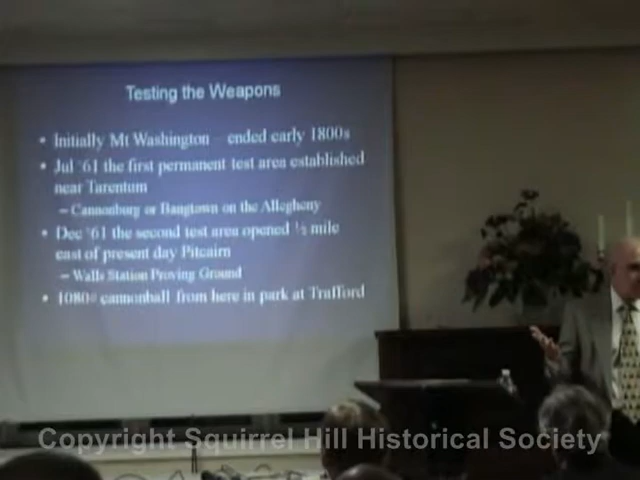 Testing the Weapons
• Initially Mt Washington – ended early 1800s
• Jul '61 the first permanent test area established
near Tarentum
– Cannonburg or Bangtown on the Allegheny
• Dec '61 the second test area opened ½ mile
east of present day Pitcairn
– Walls Station Proving Ground
• 1080# cannonball from here in park at Trafford
Copyright Squirrel Hill Historical Society